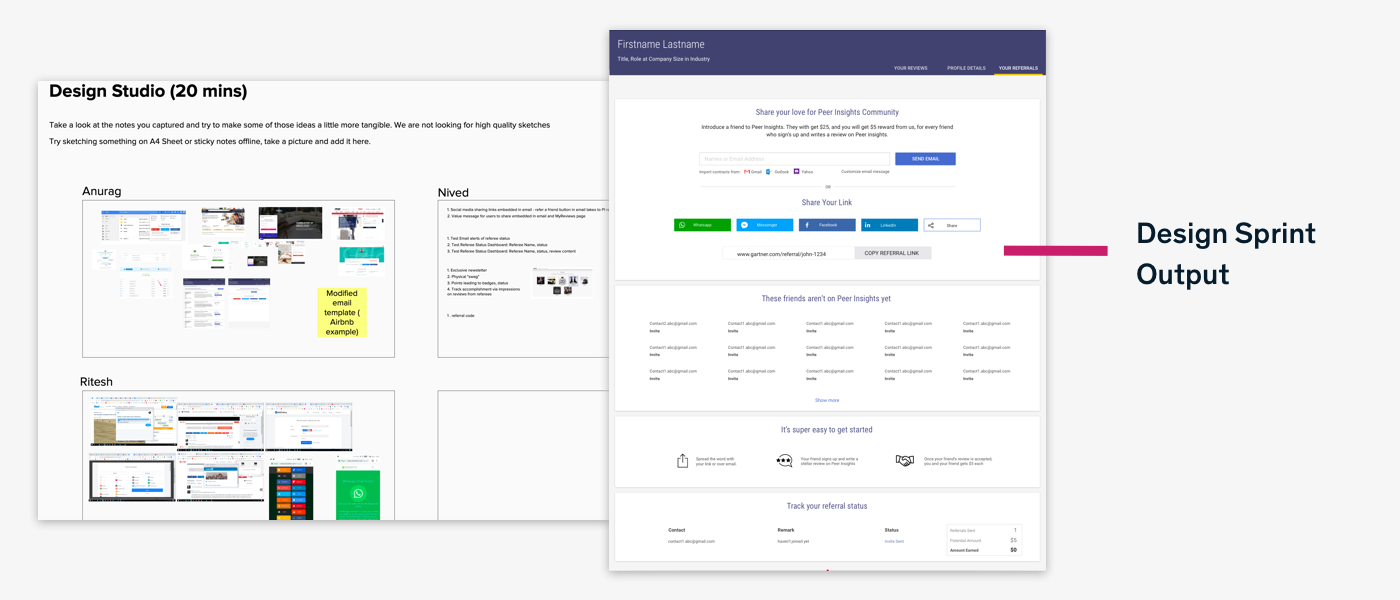 Design Studio (20 mins)
Take a look at the notes you captured and try to make some of those ideas a little more tangible. We are not looking for high quality sketches
Try sketching something on A4 Sheet or sticky notes offline, take a picture and add it here.
Anurag
Modified
email
template (
Airbnb
example)
Nived
1. Social media sharing links embedded in email - refer a friend button in email takes to PI r
2. Value message for users to share embedded in email and MyReviews page
1. Test Email alerts of referee status
2. Test Referee Status Dashboard: Referee Name, status
3. Test Referee Status Dashboard: Referee Name, status, review content
1. Exclusive newsletter
2. Physical "swag"
3. Points leading to badges, status
4. Track accomplishment via impressions
on reviews from referees
1. referral code
Ritesh
Firstname Lastname
Title, Role at Company Size in Industry
YOUR REVIEWS
PROFILE DETAILS
YOUR REFERRALS
Share your love for Peer Insights Community
Introduce a friend to Peer Insights. They with get $25, and you will get $5 reward from us, for every friend
who sign's up and writes a review on Peer insights.
Names or Email Address
SEND EMAIL
Import contracts from:
Gmail
Outlook
Yahoo
Customise email message
OR
Share Your Link
Whatsapp
Messenger
Facebook
LinkedIn
Share
www.gartner.com/referral/john-1234
COPY REFERRAL LINK
These friends aren't on Peer Insights yet
Contact2.abc@gmail.com Contact1.abc@gmail.com Contact1.abc@gmail.com Contact1.abc@gmail.com Contact1.abc@gmail.com
Invite Invite Invite Invite Invite
Contact1.abc@gmail.com Contact1.abc@gmail.com Contact1.abc@gmail.com Contact1.abc@gmail.com Contact1.abc@gmail.com
Invite Invite Invite Invite Invite
Contact1.abc@gmail.com Contact1.abc@gmail.com Contact1.abc@gmail.com Contact1.abc@gmail.com Contact1.abc@gmail.com
Invite Invite Invite Invite Invite
Show more
It's super easy to get started
Spread the word with
your link or over email.
Your friend signs up and write a
stellar review on Peer Insights
Once your friend's review is accepted,
you and your friend gets $5 each
Track your referral status
Contact Remark Status
contact1.abc@gmail.com haven't joined yet Invite Sent
Referrals Sent 1
Potential Amount $5
Amount Earned $0
Design Sprint
Output